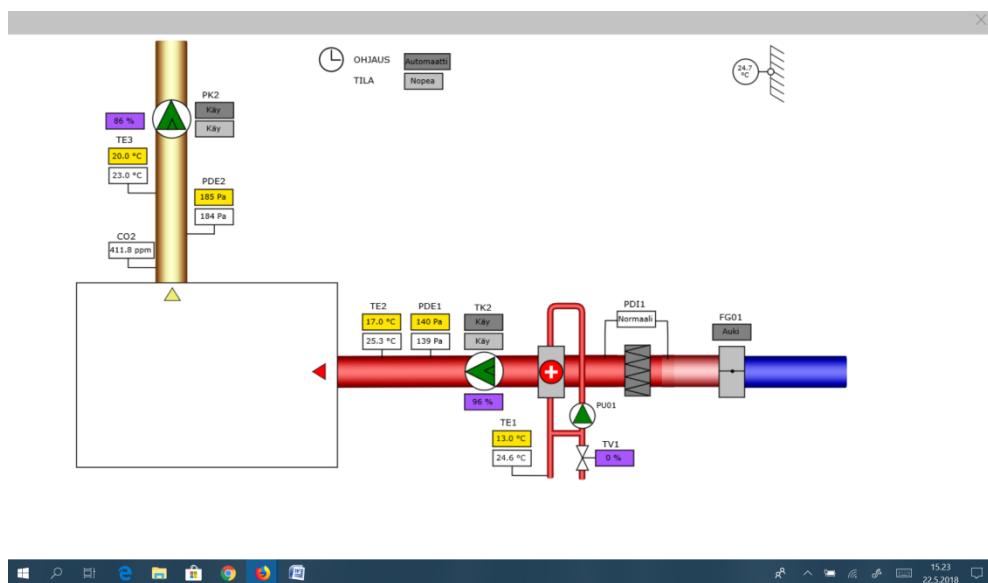 OHJAUS Automaatti
TILA Nopea
24.7 °C
PK2
Käy
Käy
86 %
TE3
20.0 °C
23.0 °C
PDE2
185 Pa
184 Pa
CO2
411.8 ppm
TE2 PDE1 TK2
17.0 °C 140 Pa Käy
25.3 °C 139 Pa Käy
96 %
PDI1
Normaali
FG01
Auki
PU01
TE1
13.0 °C
24.6 °C
TV1
0 %
15.23
22.5.2018